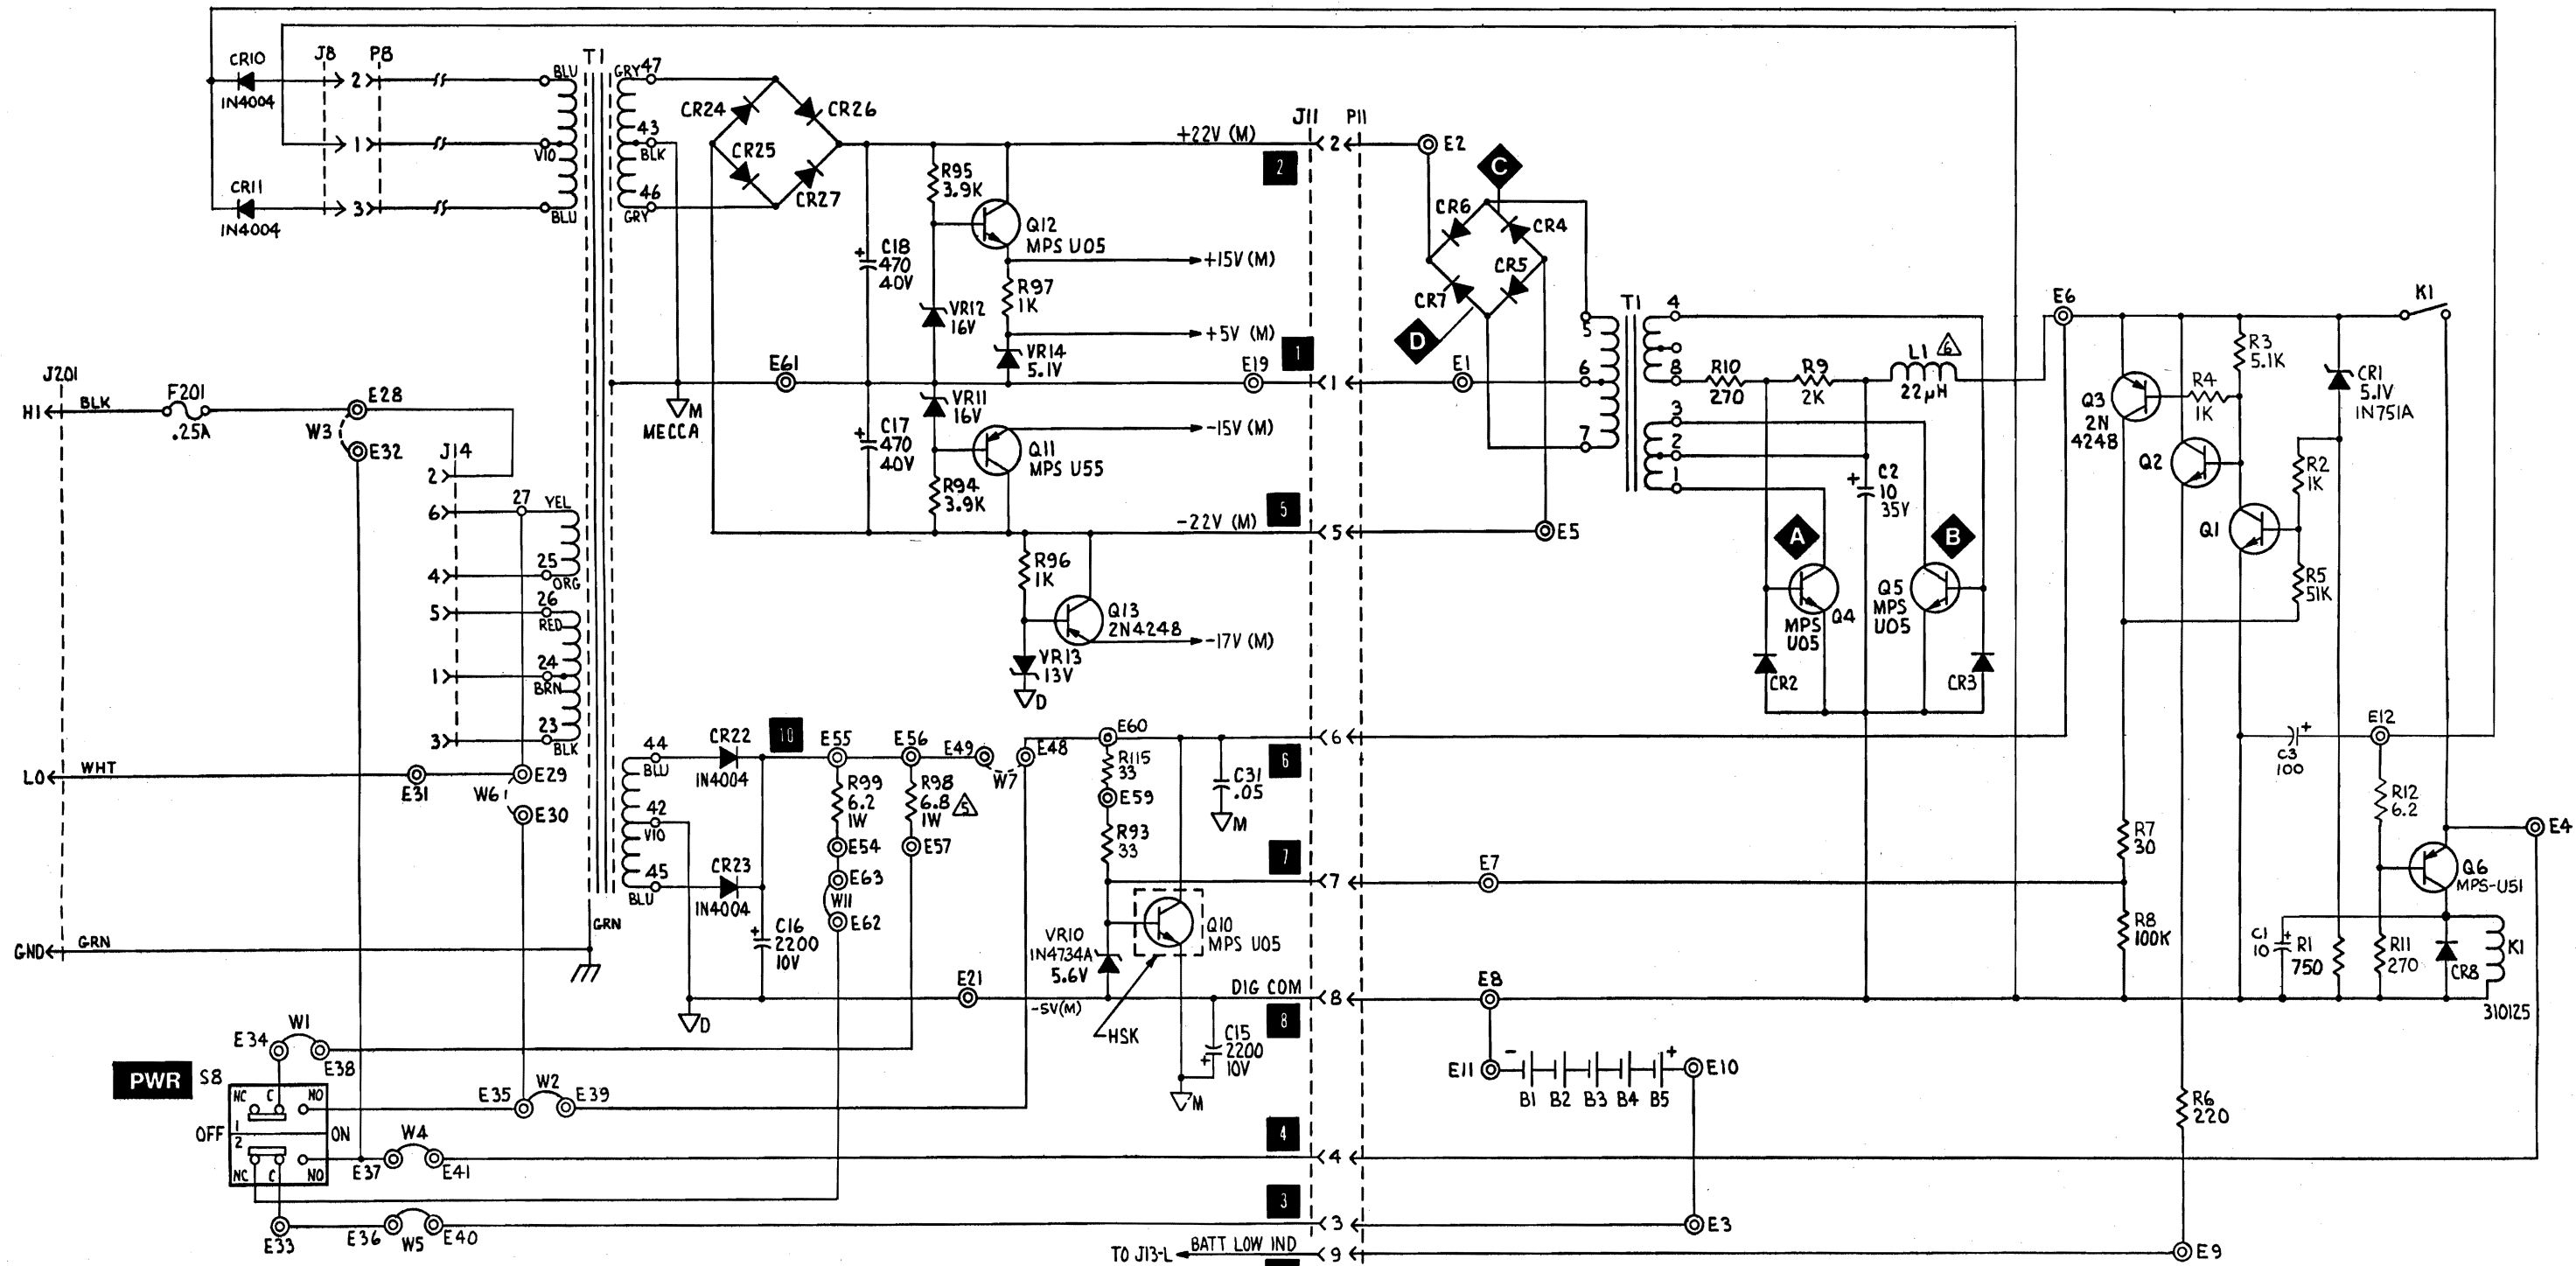 CR10
1N4004
J8
P8
2
1
3
BLU
VIO
BLU
CR11
1N4004
T1
GRY 47
43
BLK
46
GRY
CR24
CR26
CR25
CR27
+22V (M)
2
R95
3.9K
Q12
MPS U05
C18
470
40V
+
+15V (M)
R97
1K
VR12
16V
+5V (M)
VR14
5.1V
1
E61
E19
M
MECCA
VR11
16V
C17
470
40V
+
-15V (M)
Q11
MPS U55
R94
3.9K
-22V (M)
5
R96
1K
Q13
2N4248
-17V (M)
VR13
13V
D
J11
P11
2
1
5
6
7
8
4
3
9
E2
C
CR6
CR4
CR5
CR7
D
E1
E5
T1
5
6
7
4
8
3
2
1
R10
270
R9
2K
L1
6
22µH
E6
C2
10
35V
+
A
B
Q4
MPS
U05
Q5
MPS
U05
CR2
CR3
K1
R3
5.1K
R4
1K
Q3
2N
4248
CR1
5.1V
1N751A
Q2
R2
1K
Q1
R5
51K
C3
100
+
E12
R12
6.2
R7
30
E4
Q6
MPS-U51
R8
100K
C1
10
+
R1
750
R11
270
CR8
K1
310125
R6
220
E9
J201
HI
BLK
F201
.25A
E28
W3
E32
J14
2
6
4
5
1
3
27
YEL
25
ORG
26
RED
24
BRN
23
BLK
LO
WHT
E31
E29
W6
E30
GND
GRN
GRN
44
BLU
42
VIO
45
BLU
CR22
1N4004
CR23
1N4004
10
E55
E56
E49
W7
E48
R99
6.2
1W
R98
6.8
1W
5
E54
E57
E63
W11
E62
C16
2200
10V
+
E60
R115
33
E59
R93
33
C31
.05
M
6
7
VR10
1N4734A
5.6V
Q10
MPS U05
HSK
E21
-5V(M)
DIG COM
8
D
C15
2200
10V
+
M
E7
E8
E11
-
+
E10
B1 B2 B3 B4 B5
E3
PWR
S8
E34
W1
E38
NC
C
NO
OFF
1
2
ON
NC
C
NO
E35
W2
E39
E37
W4
E41
4
E33
E36
W5
E40
3
TO J13-L
BATT LOW IND